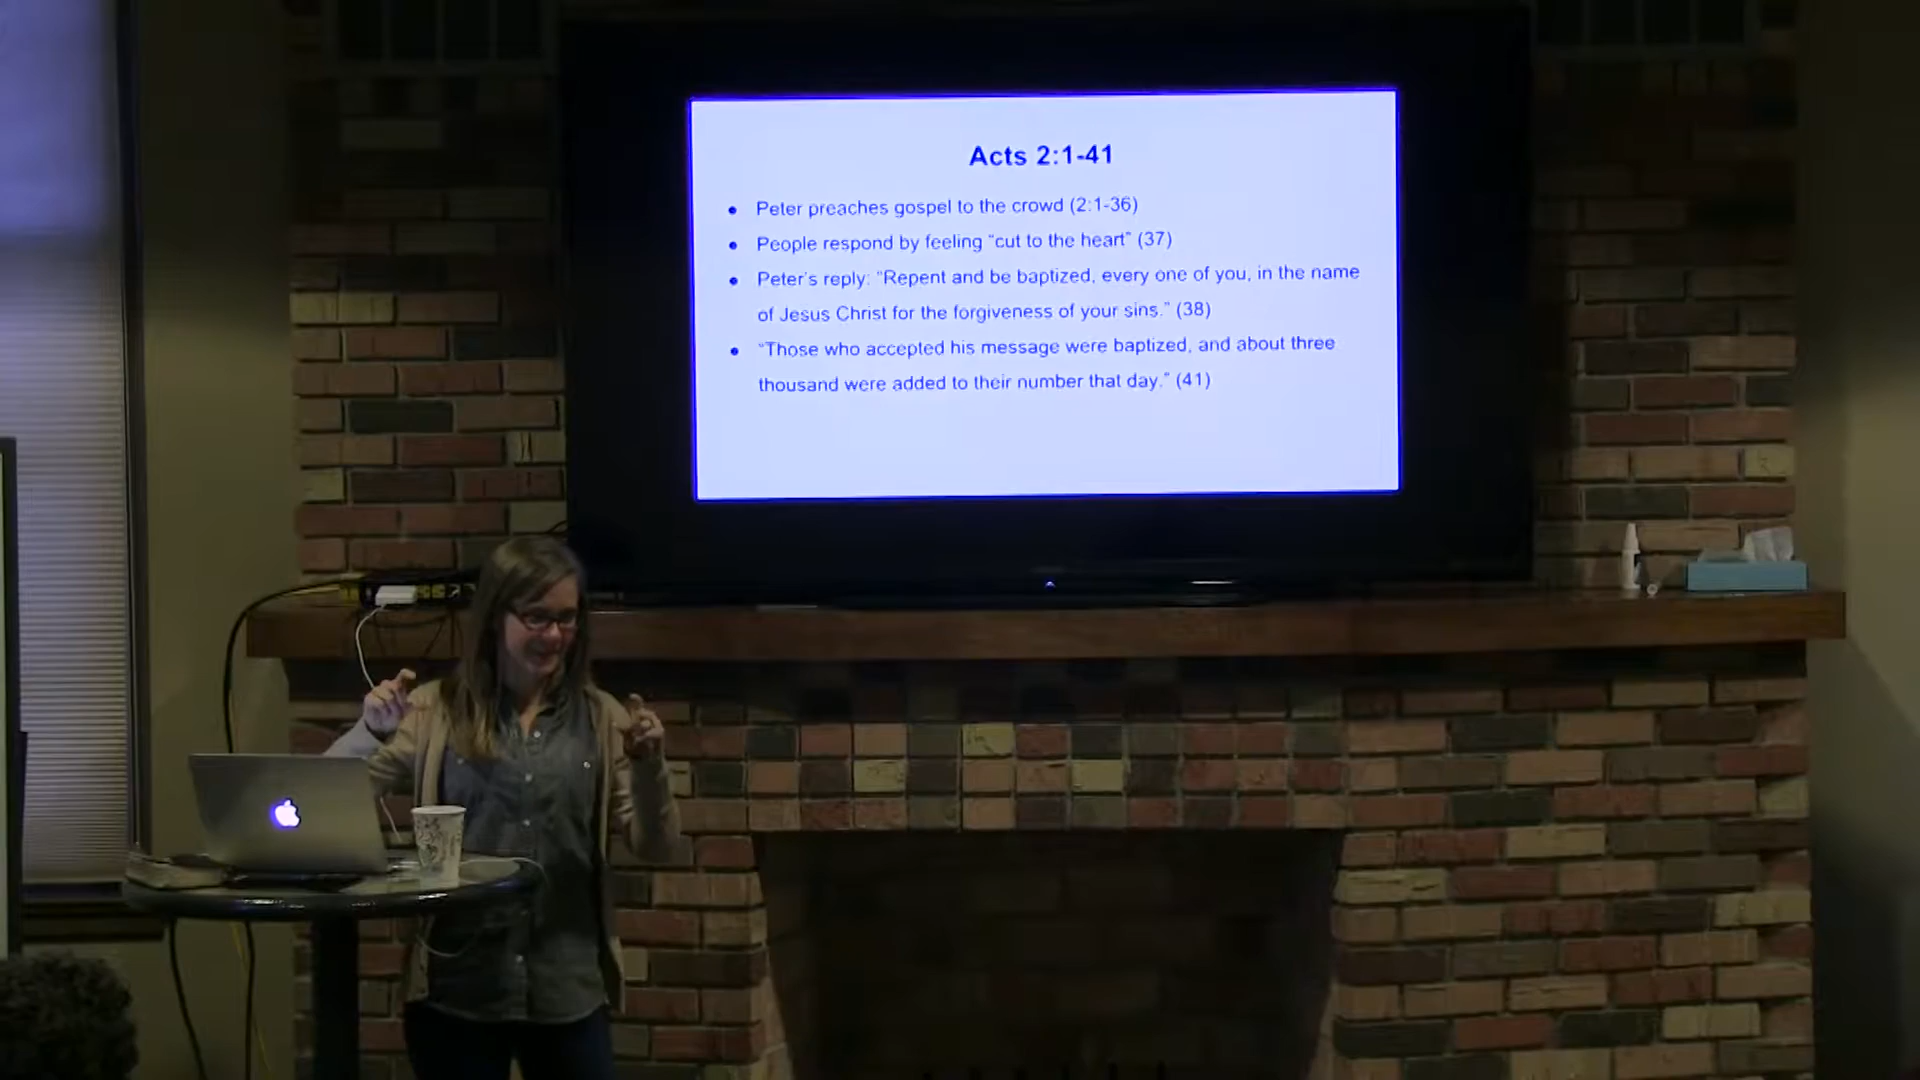 Acts 2:1-41
● Peter preaches gospel to the crowd (2:1-36)
● People respond by feeling “cut to the heart” (37)
● Peter’s reply: “Repent and be baptized, every one of you, in the name
of Jesus Christ for the forgiveness of your sins.” (38)
● “Those who accepted his message were baptized, and about three
thousand were added to their number that day.” (41)